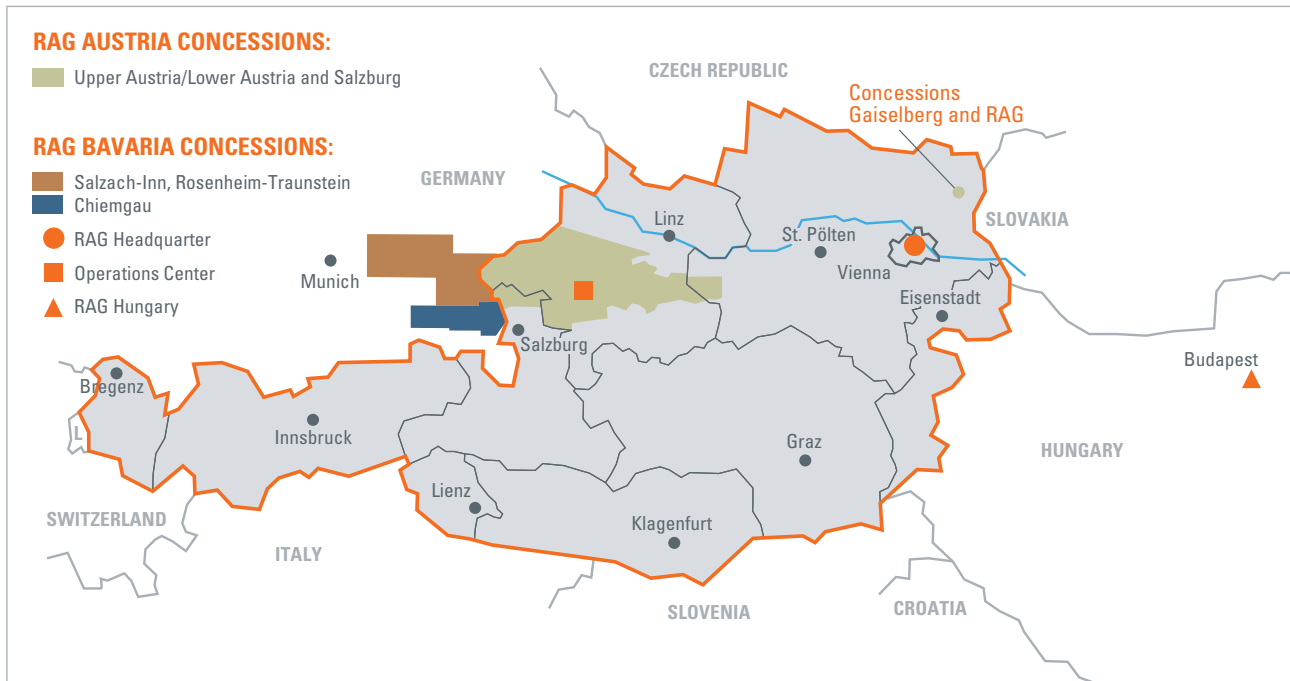 RAG AUSTRIA CONCESSIONS:
Upper Austria/Lower Austria and Salzburg
RAG BAVARIA CONCESSIONS:
Salzach-Inn, Rosenheim-Traunstein
Chiemgau
RAG Headquarter
Operations Center
RAG Hungary
CZECH REPUBLIC
Concessions
Gaiselberg and RAG
GERMANY
SLOVAKIA
Linz
St. Pölten
Vienna
Munich
Eisenstadt
Salzburg
Budapest
Bregenz
L
Innsbruck
Graz
HUNGARY
Lienz
SWITZERLAND
Klagenfurt
ITALY
SLOVENIA
CROATIA